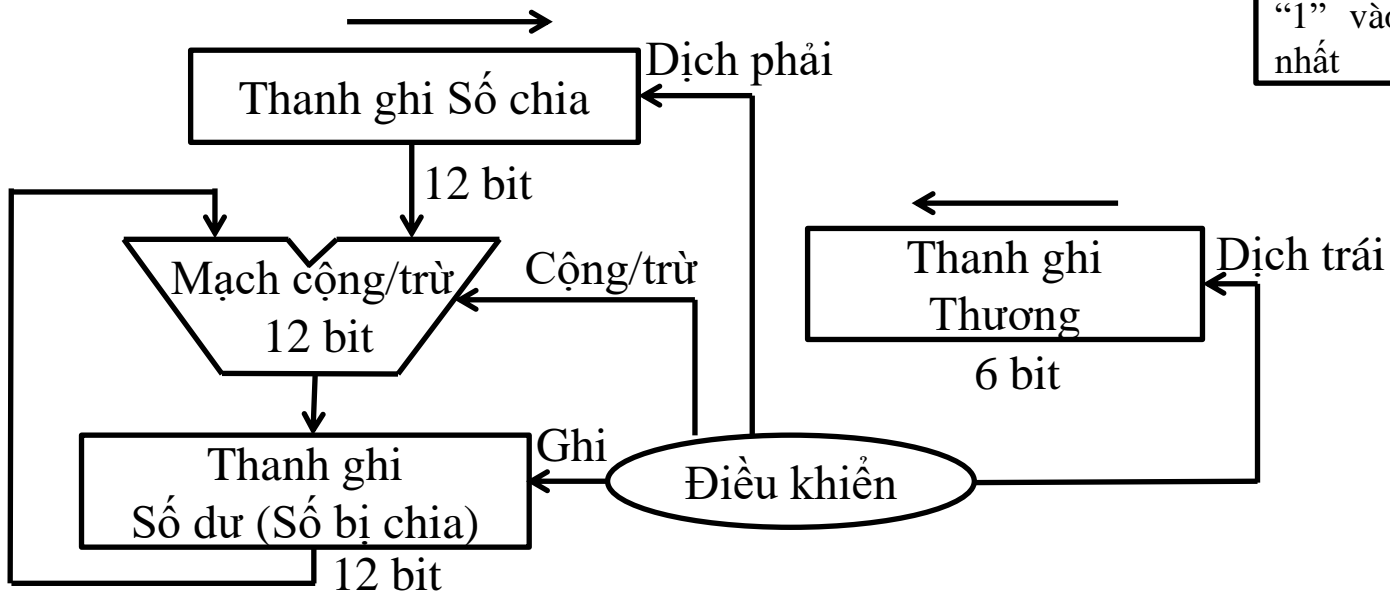 “1” vào
nhất
Dịch phải
Thanh ghi Số chia
12 bit
Mạch cộng/trừ
12 bit
Cộng/trừ
Thanh ghi
Thương
Dịch trái
6 bit
Ghi
Thanh ghi
Số dư (Số bị chia)
Điều khiển
12 bit